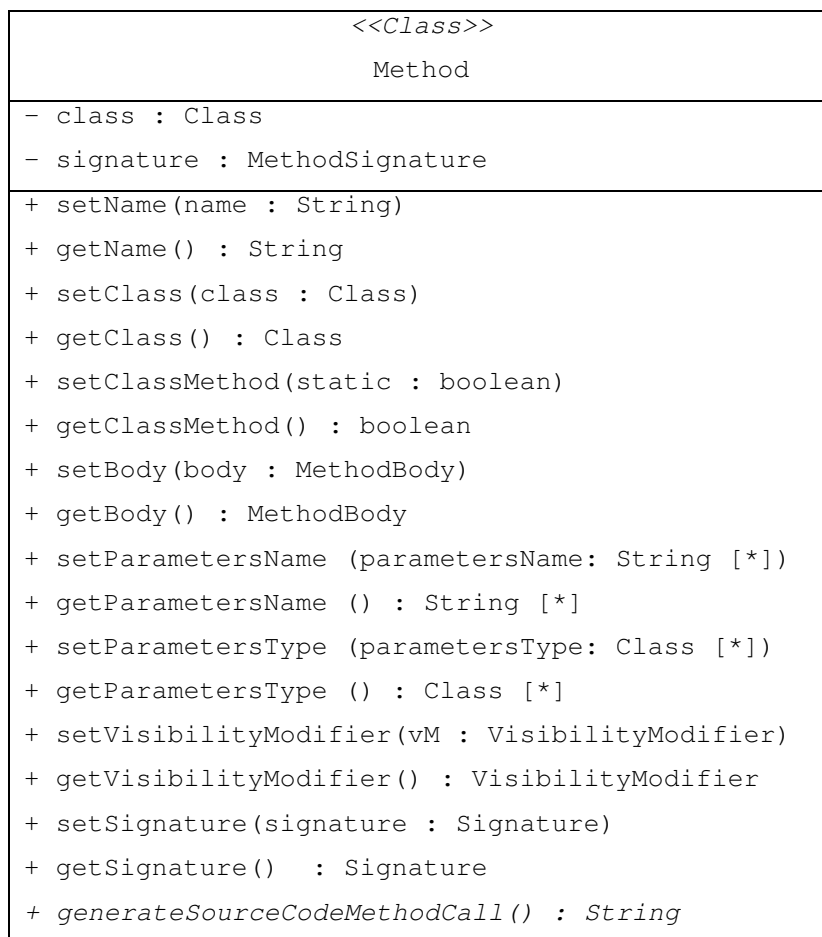 <<Class>>
Method
- class : Class
- signature : MethodSignature
+ setName(name : String)
+ getName() : String
+ setClass(class : Class)
+ getClass() : Class
+ setClassMethod(static : boolean)
+ getClassMethod() : boolean
+ setBody(body : MethodBody)
+ getBody() : MethodBody
+ setParametersName (parametersName: String [*])
+ getParametersName () : String [*]
+ setParametersType (parametersType: Class [*])
+ getParametersType () : Class [*]
+ setVisibilityModifier(vM : VisibilityModifier)
+ getVisibilityModifier() : VisibilityModifier
+ setSignature(signature : Signature)
+ getSignature()  : Signature
+ generateSourceCodeMethodCall() : String